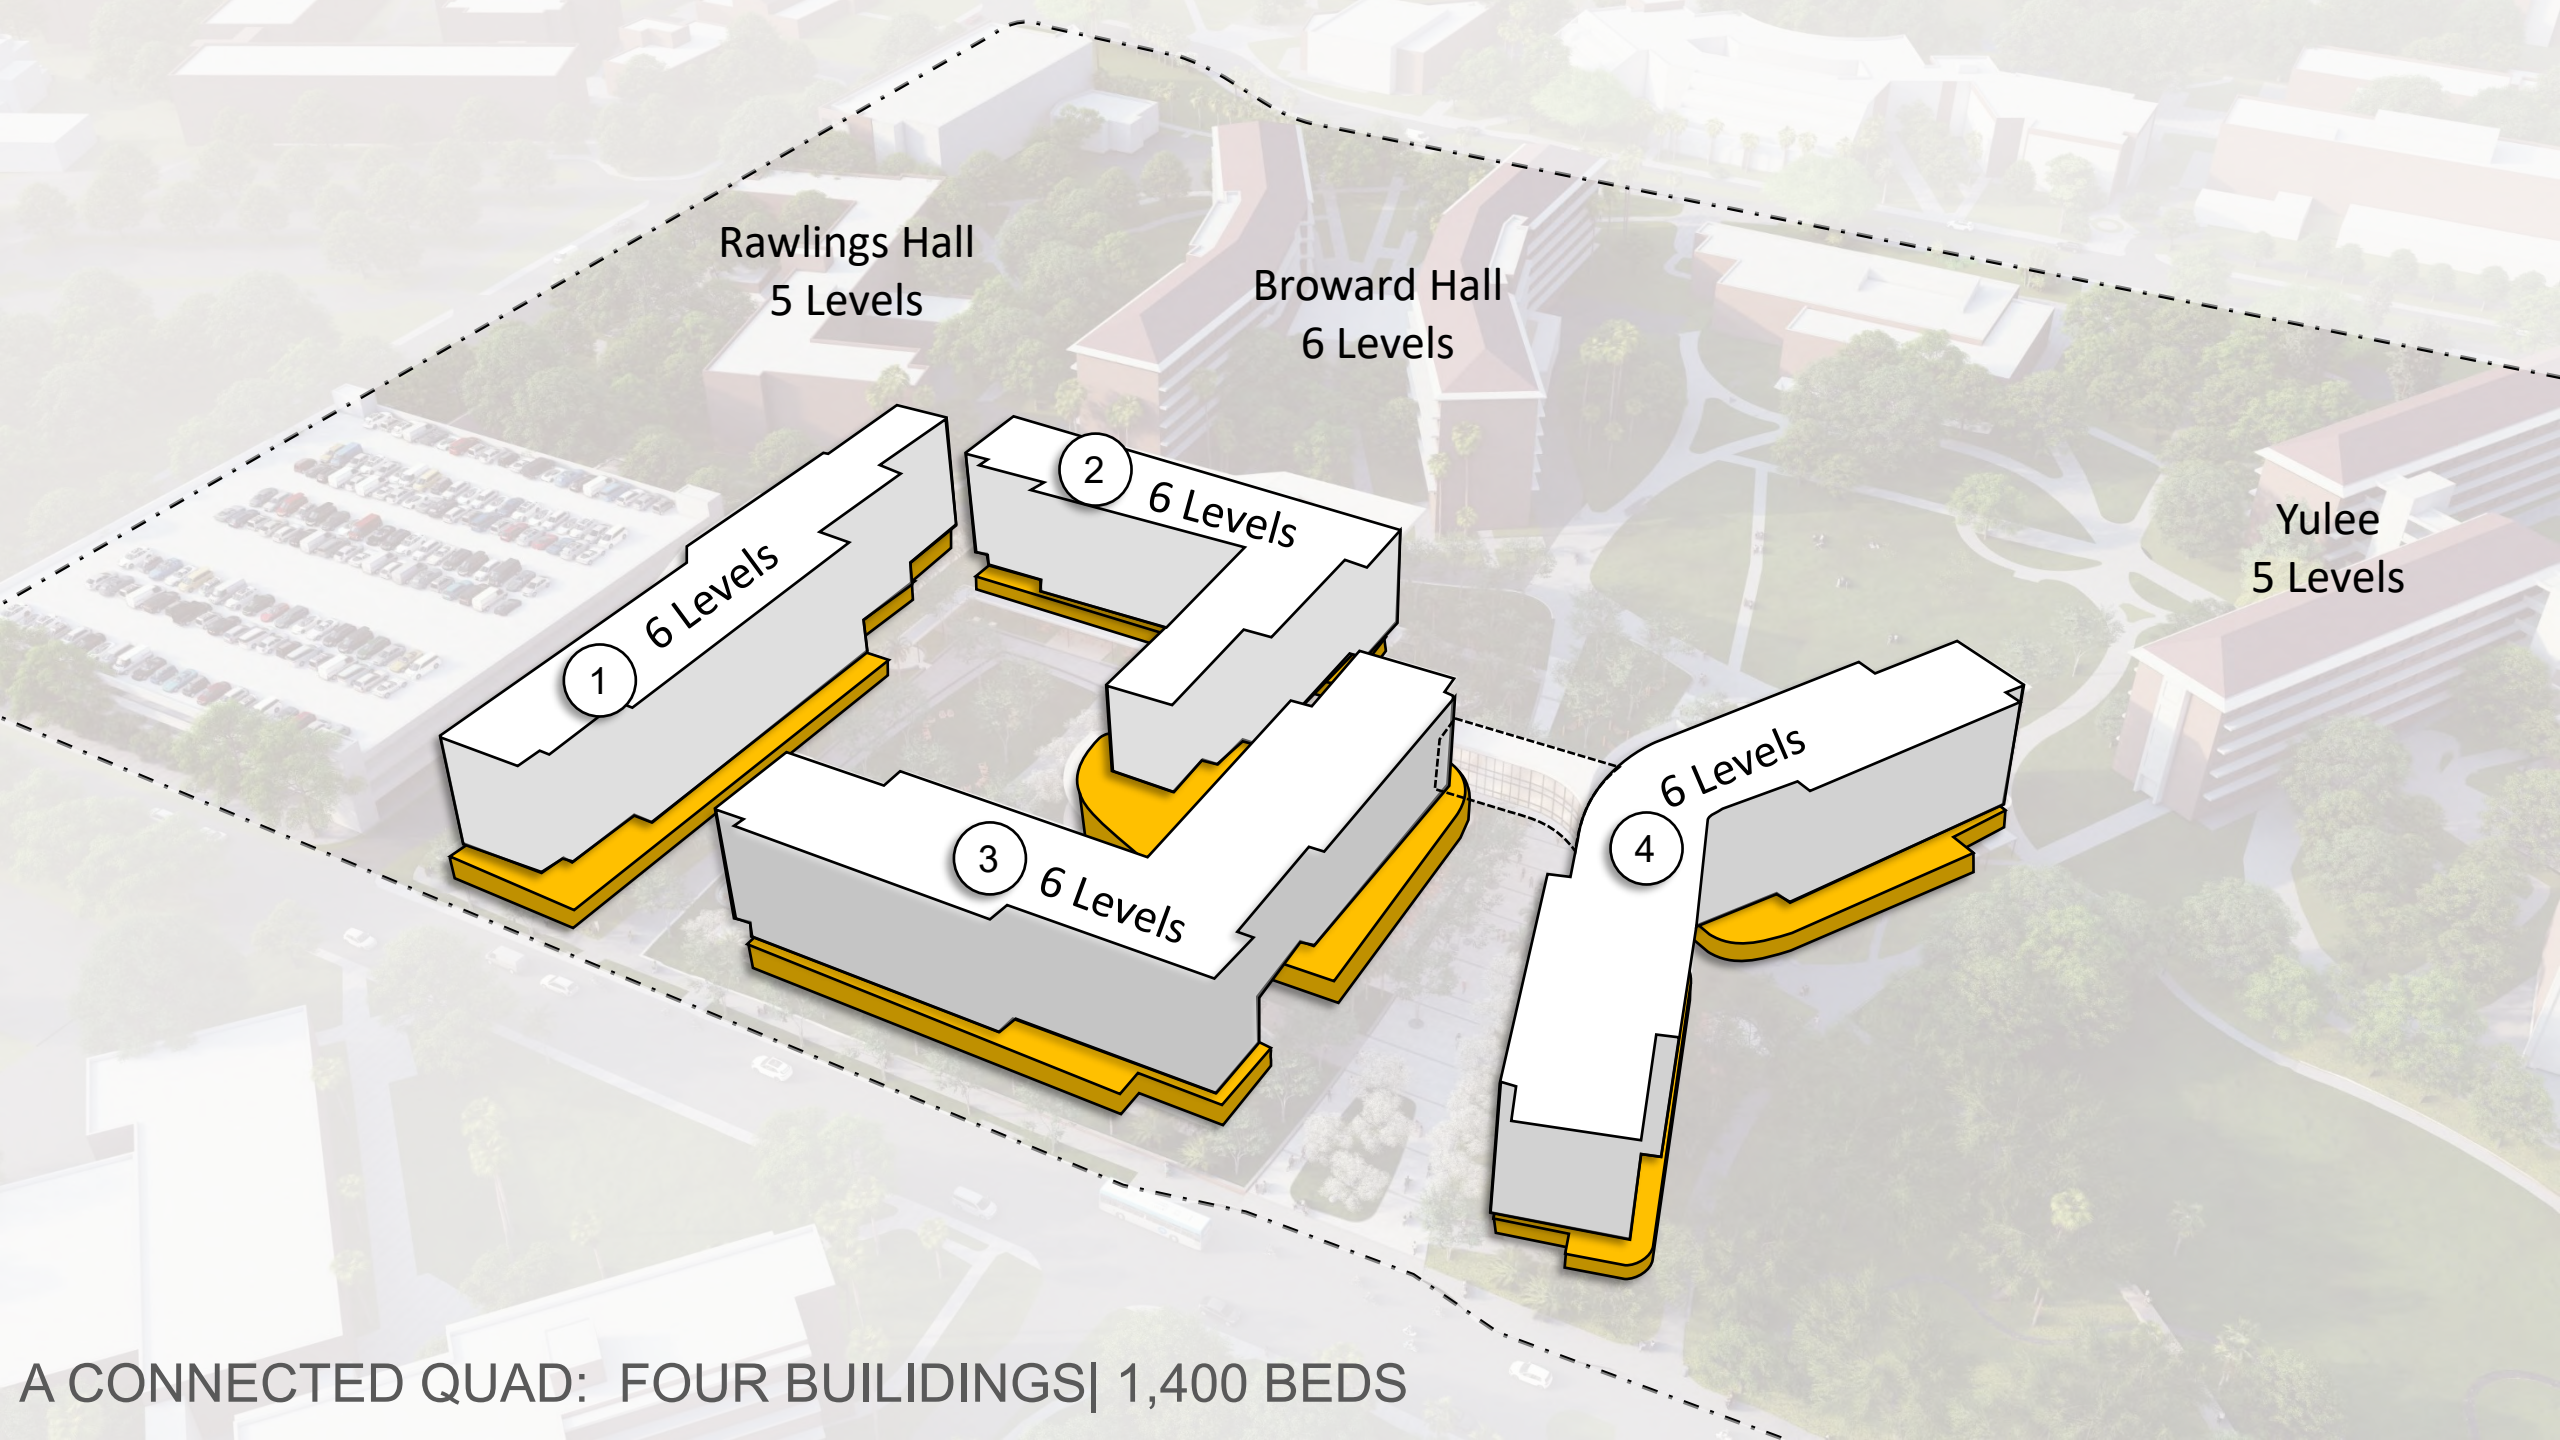 Rawlings Hall
5 Levels
Broward Hall
6 Levels
2
6 Levels
Yulee
5 Levels
6 Levels
1
6 Levels
4
3
6 Levels
A CONNECTED QUAD:  FOUR BUILIDINGS| 1,400 BEDS